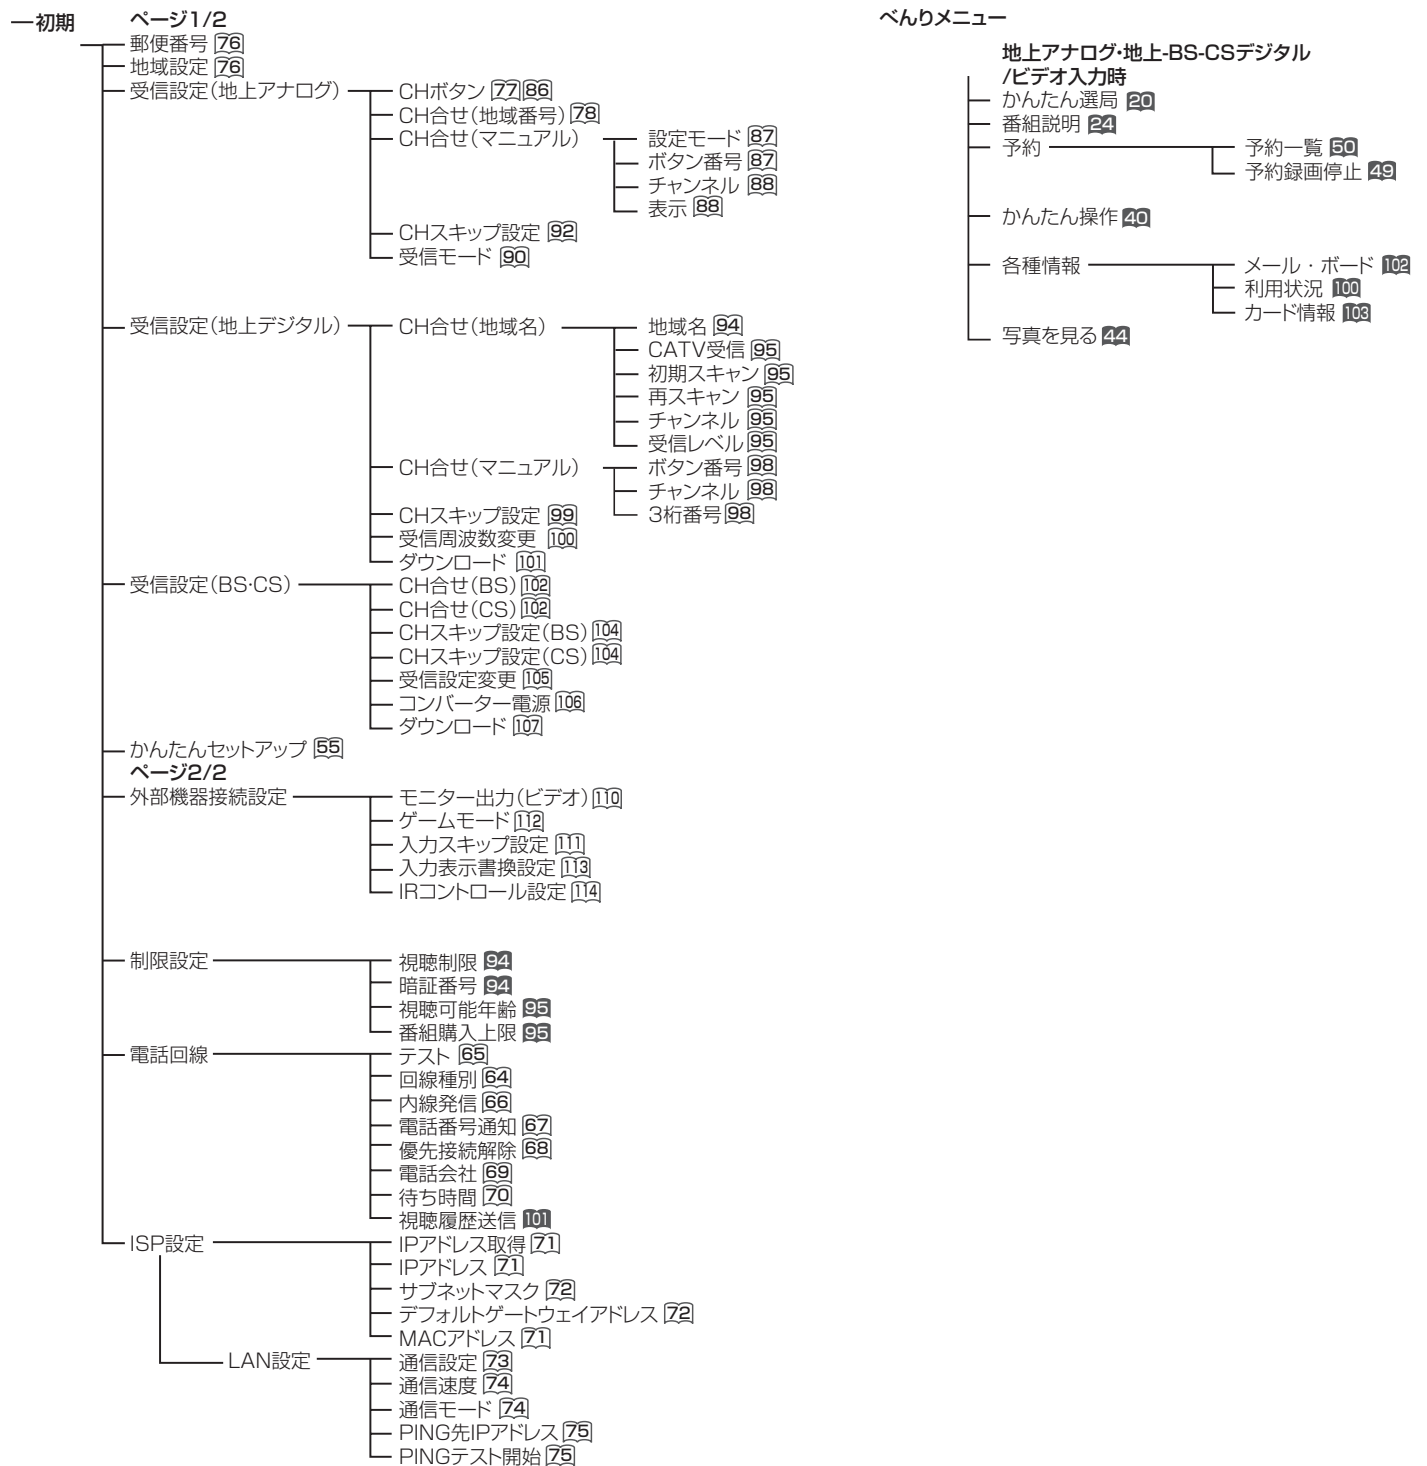 初期
ページ1/2
郵便番号 76
地域設定 76
受信設定(地上アナログ)
CHボタン 77 86
CH合せ(地域番号) 78
CH合せ(マニュアル)
設定モード 87
ボタン番号 87
チャンネル 88
表示 88
CHスキップ設定 92
受信モード 90
受信設定(地上デジタル)
CH合せ(地域名)
地域名 94
CATV受信 95
初期スキャン 95
再スキャン 95
チャンネル 95
受信レベル 95
CH合せ(マニュアル)
ボタン番号 98
チャンネル 98
3桁番号 98
CHスキップ設定 99
受信周波数変更 100
ダウンロード 101
受信設定(BS·CS)
CH合せ(BS) 102
CH合せ(CS) 102
CHスキップ設定(BS) 104
CHスキップ設定(CS) 104
受信設定変更 105
コンバーター電源 106
ダウンロード 107
かんたんセットアップ 55
ページ2/2
外部機器接続設定
モニター出力(ビデオ) 110
ゲームモード 112
入力スキップ設定 111
入力表示書換設定 113
IRコントロール設定 114
制限設定
視聴制限 94
暗証番号 94
視聴可能年齢 95
番組購入上限 95
電話回線
テスト 65
回線種別 64
内線発信 66
電話番号通知 67
優先接続解除 68
電話会社 69
待ち時間 70
視聴履歴送信 101
ISP設定
IPアドレス取得 71
IPアドレス 71
サブネットマスク 72
デフォルトゲートウェイアドレス 72
MACアドレス 71
LAN設定
通信設定 73
通信速度 74
通信モード 74
PING先IPアドレス 75
PINGテスト開始 75
べんりメニュー
地上アナログ・地上-BS-CSデジタル
/ビデオ入力時
かんたん選局 20
番組説明 24
予約
予約一覧 50
予約録画停止 49
かんたん操作 40
各種情報
メール・ボード 102
利用状況 100
カード情報 103
写真を見る 44